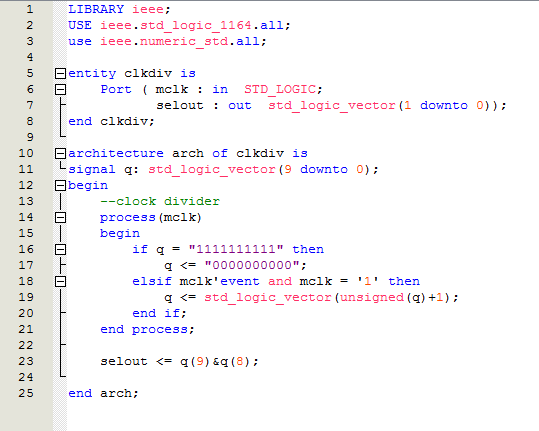 1 LIBRARY ieee;
2 USE ieee.std_logic_1164.all;
3 use ieee.numeric_std.all;
4
5 entity clkdiv is
6     Port ( mclk : in  STD_LOGIC;
7            selout : out  std_logic_vector(1 downto 0));
8 end clkdiv;
9
10 architecture arch of clkdiv is
11 signal q: std_logic_vector(9 downto 0);
12 begin
13     --clock divider
14     process(mclk)
15     begin
16         if q = "1111111111" then
17             q <= "0000000000";
18         elsif mclk'event and mclk = '1' then
19             q <= std_logic_vector(unsigned(q)+1);
20         end if;
21     end process;
22
23     selout <= q(9)&q(8);
24
25 end arch;